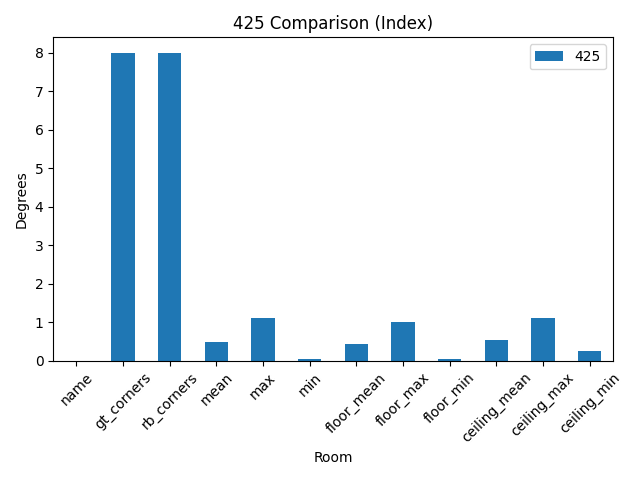 425 Comparison (Index)
425
Degrees
8
7
6
5
4
3
2
1
0
name
gt_corners
rb_corners
mean
max
min
floor_mean
floor_max
floor_min
ceiling_mean
ceiling_max
ceiling_min
Room